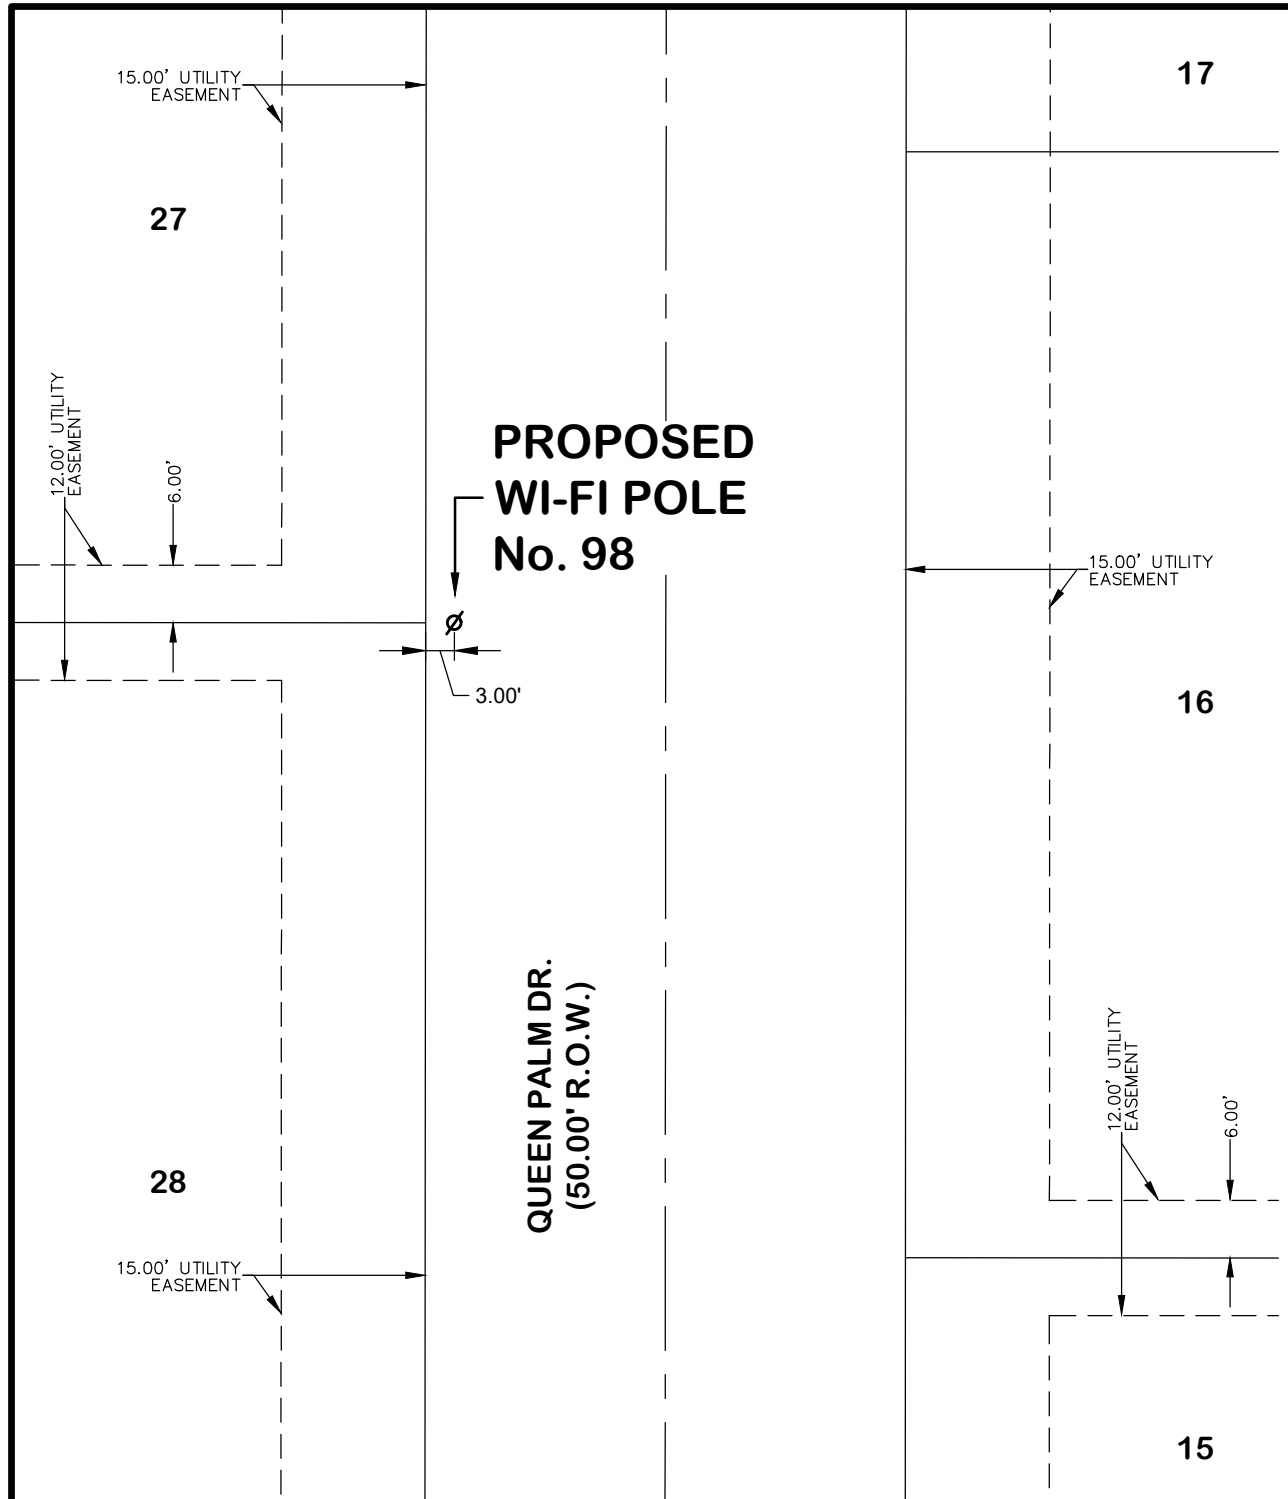 15.00' UTILITY
EASEMENT
17
27
12.00' UTILITY
EASEMENT
6.00'
PROPOSED
WI-FI POLE
No. 98
15.00' UTILITY
EASEMENT
3.00'
16
QUEEN PALM DR.
(50.00' R.O.W.)
12.00' UTILITY
EASEMENT
6.00'
28
15.00' UTILITY
EASEMENT
15